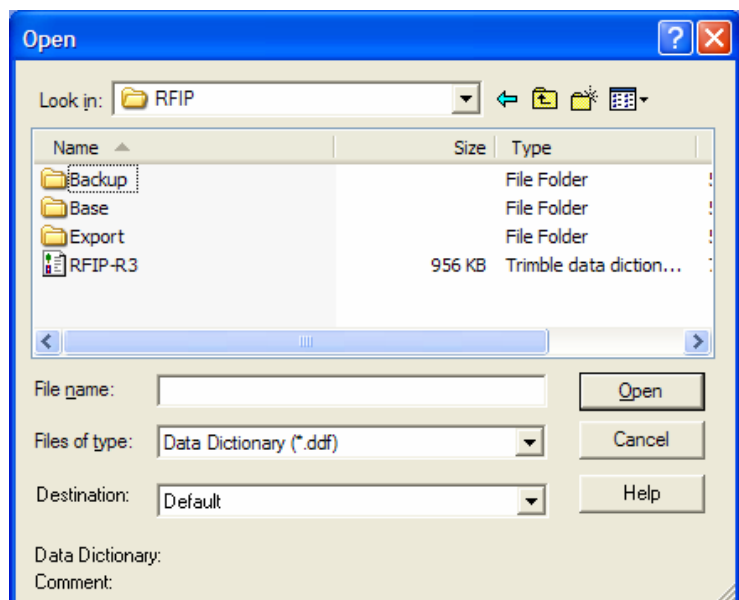 Open
Look in: RFIP
Name Size Type
Backup File Folder
Base File Folder
Export File Folder
RFIP-R3 956 KB Trimble data diction...
File name: Open
Files of type: Data Dictionary (*.ddf) Cancel
Destination: Default Help
Data Dictionary:
Comment: